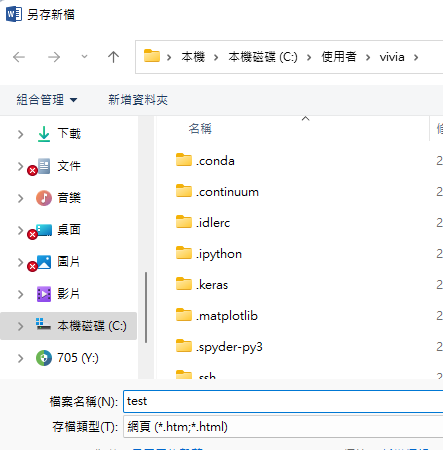 另存新檔
本機 > 本機磁碟 (C:) > 使用者 > vivia >
組合管理 新增資料夾
名稱
下載
文件
音樂
桌面
圖片
影片
本機磁碟 (C:)
705 (Y:)
.conda
.continuum
.idlerc
.ipython
.keras
.matplotlib
.spyder-py3
.ssh
檔案名稱(N): test
存檔類型(T): 網頁 (*.htm;*.html)